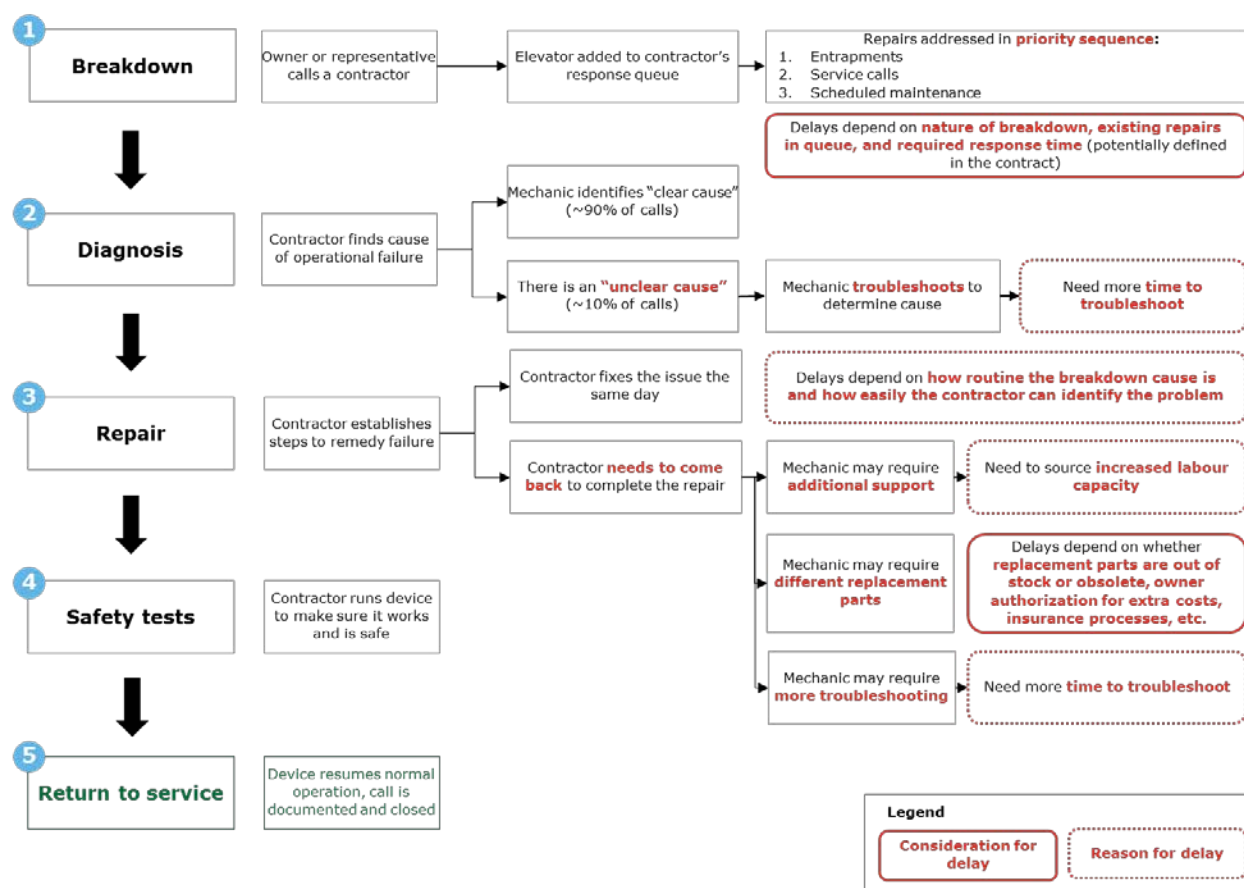 1
Breakdown
Owner or representative
calls a contractor
Elevator added to contractor's
response queue
Repairs addressed in priority sequence:
1. Entrapments
2. Service calls
3. Scheduled maintenance
Delays depend on nature of breakdown, existing repairs
in queue, and required response time (potentially defined
in the contract)
2
Diagnosis
Contractor finds cause
of operational failure
Mechanic identifies “clear cause”
(~90% of calls)
There is an “unclear cause”
(~10% of calls)
Mechanic troubleshoots to
determine cause
Need more time to
troubleshoot
3
Repair
Contractor establishes
steps to remedy failure
Contractor fixes the issue the
same day
Delays depend on how routine the breakdown cause is
and how easily the contractor can identify the problem
Contractor needs to come
back to complete the repair
Mechanic may require
additional support
Need to source increased labour
capacity
Mechanic may require
different replacement
parts
Delays depend on whether
replacement parts are out of
stock or obsolete, owner
authorization for extra costs,
insurance processes, etc.
Mechanic may require
more troubleshooting
Need more time to troubleshoot
4
Safety tests
Contractor runs device
to make sure it works
and is safe
5
Return to service
Device resumes normal
operation, call is
documented and closed
Legend
Consideration for
delay
Reason for delay